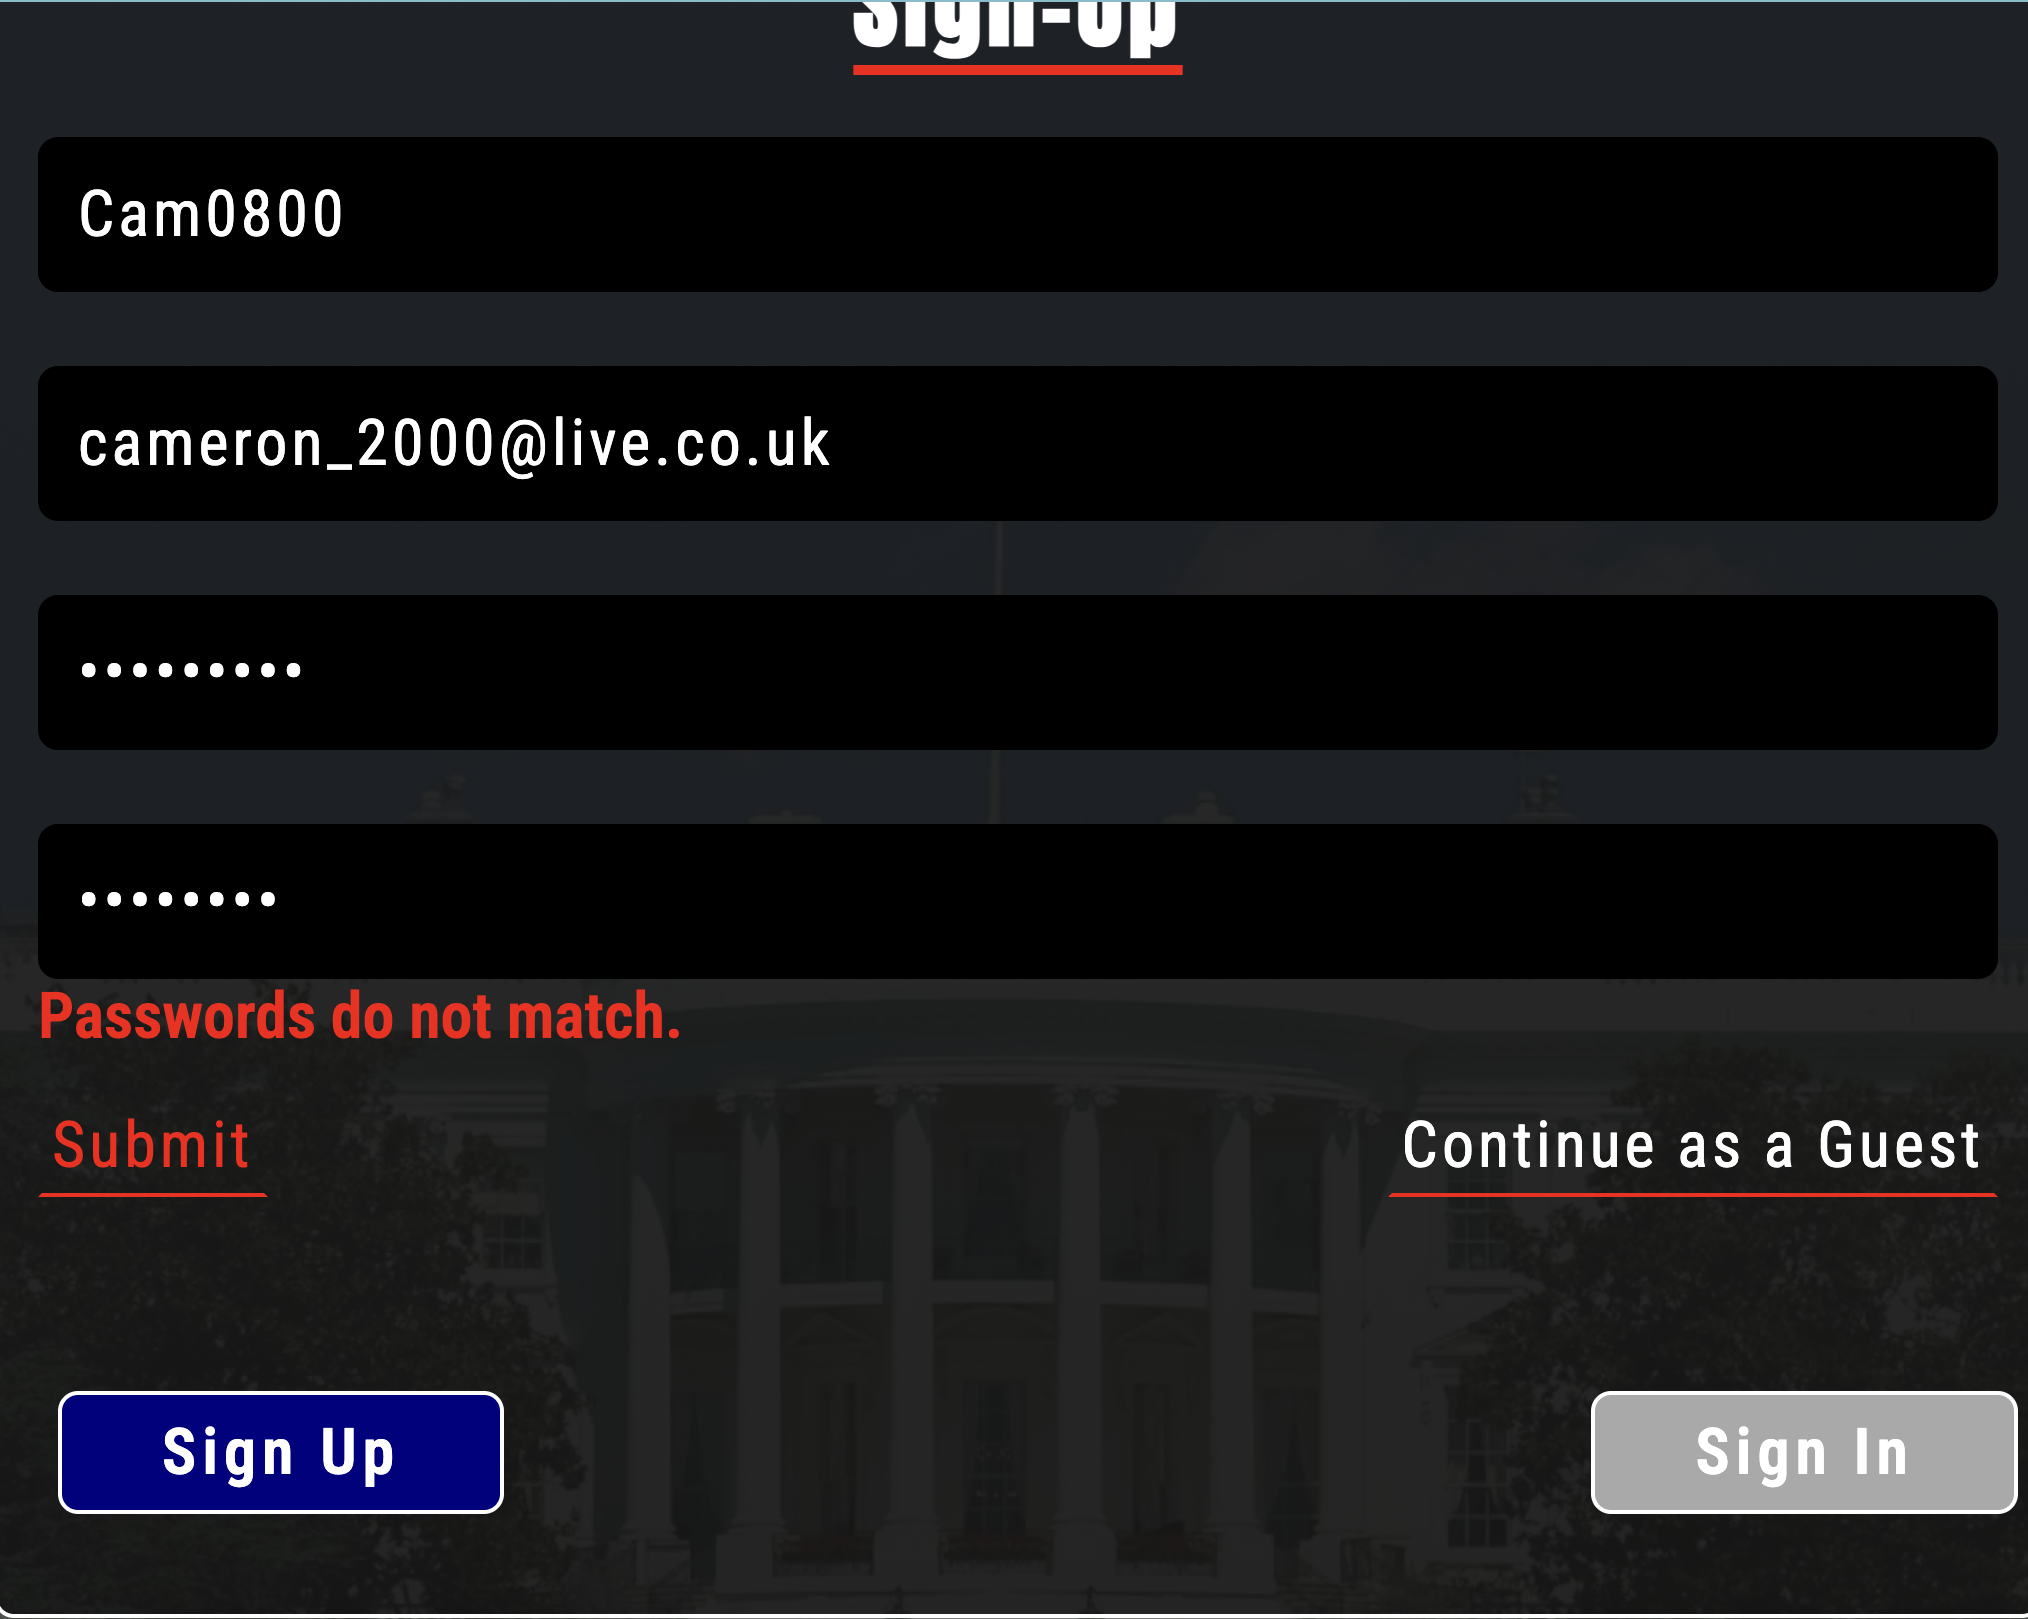 Sign-Up
Cam0800
cameron_2000@live.co.uk
•••••••••
••••••••
Passwords do not match.
Submit
Continue as a Guest
Sign Up
Sign In